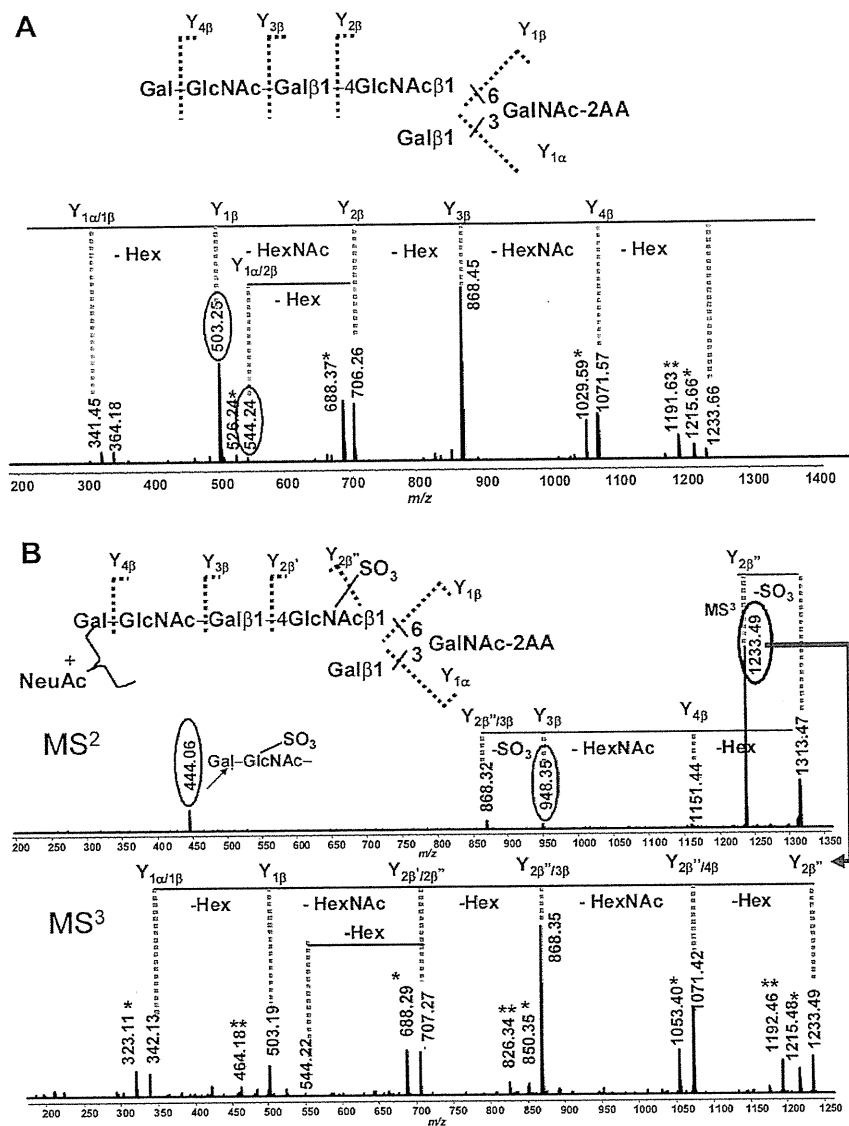 A
Y4β Y3β Y2β Y1β
Gal–GlcNAc–Galβ1–4GlcNAcβ1
6
GalNAc-2AA
3
Galβ1
Y1α
Y1α/1β Y1β Y2β Y3β Y4β
- Hex - HexNAc - Hex - HexNAc - Hex
Y1α/2β
- Hex
341.45
364.18
503.25
526.24*
544.24
688.37*
706.26
868.45
1029.59*
1071.57
1191.63**
1215.66*
1233.66
200 300 400 500 600 700 800 900 1000 1100 1200 1300 1400
m/z
B
Y4β Y3β Y2β' Y2β"
SO3
Y1β
Gal–GlcNAc–Galβ1–4GlcNAcβ1
6
GalNAc-2AA
3
Galβ1
Y1α
+
NeuAc
Y2β"
-SO3
MS3
1233.49
MS2
444.06
SO3
Gal–GlcNAc–
Y2β"/3β Y3β Y4β
-SO3 - HexNAc -Hex
868.32
948.35
1151.44
1313.47
200 250 300 350 400 450 500 550 600 650 700 750 800 850 900 950 1000 1050 1100 1150 1200 1250 1300 1350
m/z
Y1α/1β Y1β Y2β'/2β" Y2β"/3β Y2β"/4β Y2β"
MS3
-Hex - HexNAc -Hex - HexNAc -Hex
-Hex
323.11*
342.13
464.18*
503.19
544.22
688.29*
707.27
826.34**
850.35*
868.35
1053.40*
1071.42
1192.46**
1215.48*
1233.49
200 250 300 350 400 450 500 550 600 650 700 750 800 850 900 950 1000 1050 1100 1150 1200 1250
m/z